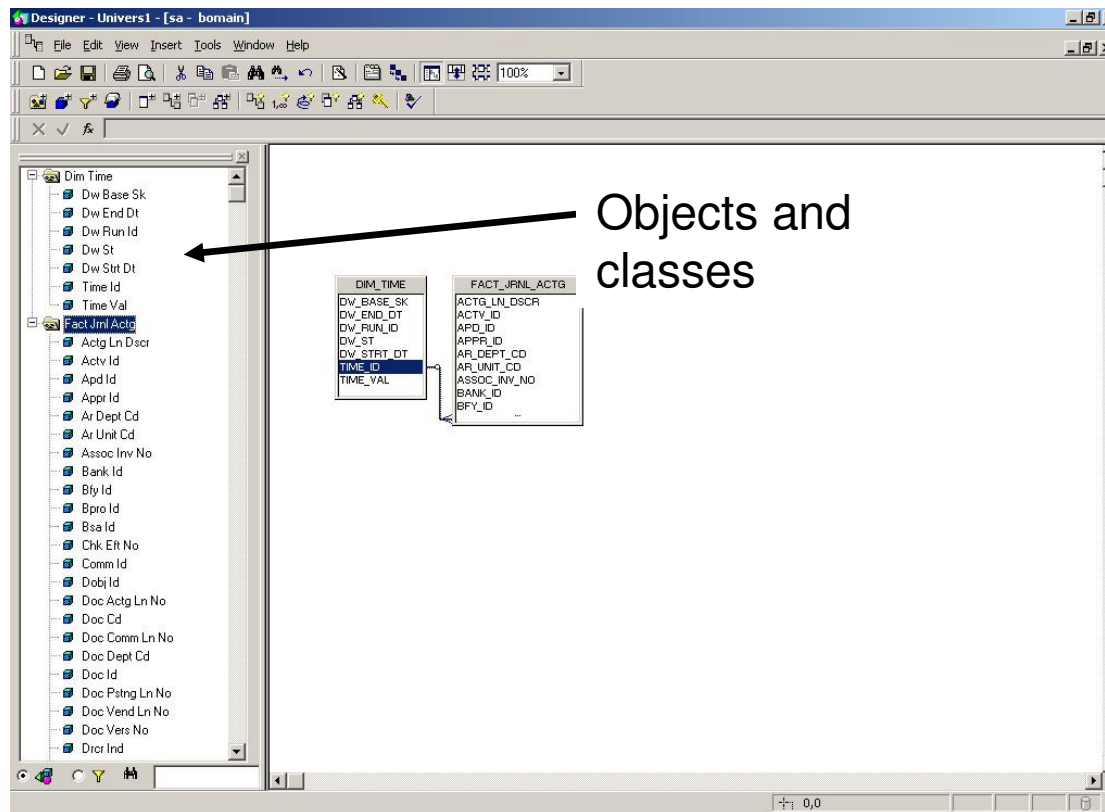 Designer - Univers1 - [sa - bomain]
File Edit View Insert Tools Window Help
100%
Dim Time
Dw Base Sk
Dw End Dt
Dw Run Id
Dw St
Dw Strt Dt
Time Id
Time Val
Fact Jrnl Actg
Actg Ln Dscr
Actv Id
Apd Id
Appr Id
Ar Dept Cd
Ar Unit Cd
Assoc Inv No
Bank Id
Bfy Id
Bpro Id
Bsa Id
Chk Eft No
Comm Id
Dobj Id
Doc Actg Ln No
Doc Cd
Doc Comm Ln No
Doc Dept Cd
Doc Id
Doc Pstng Ln No
Doc Vend Ln No
Doc Vers No
Drcr Ind
Objects and
classes
DIM_TIME
DW_BASE_SK
DW_END_DT
DW_RUN_ID
DW_ST
DW_STRT_DT
TIME_ID
TIME_VAL
FACT_JRNL_ACTG
ACTG_LN_DSCR
ACTV_ID
APD_ID
APPR_ID
AR_DEPT_CD
AR_UNIT_CD
ASSOC_INV_NO
BANK_ID
BFY_ID
...
0,0